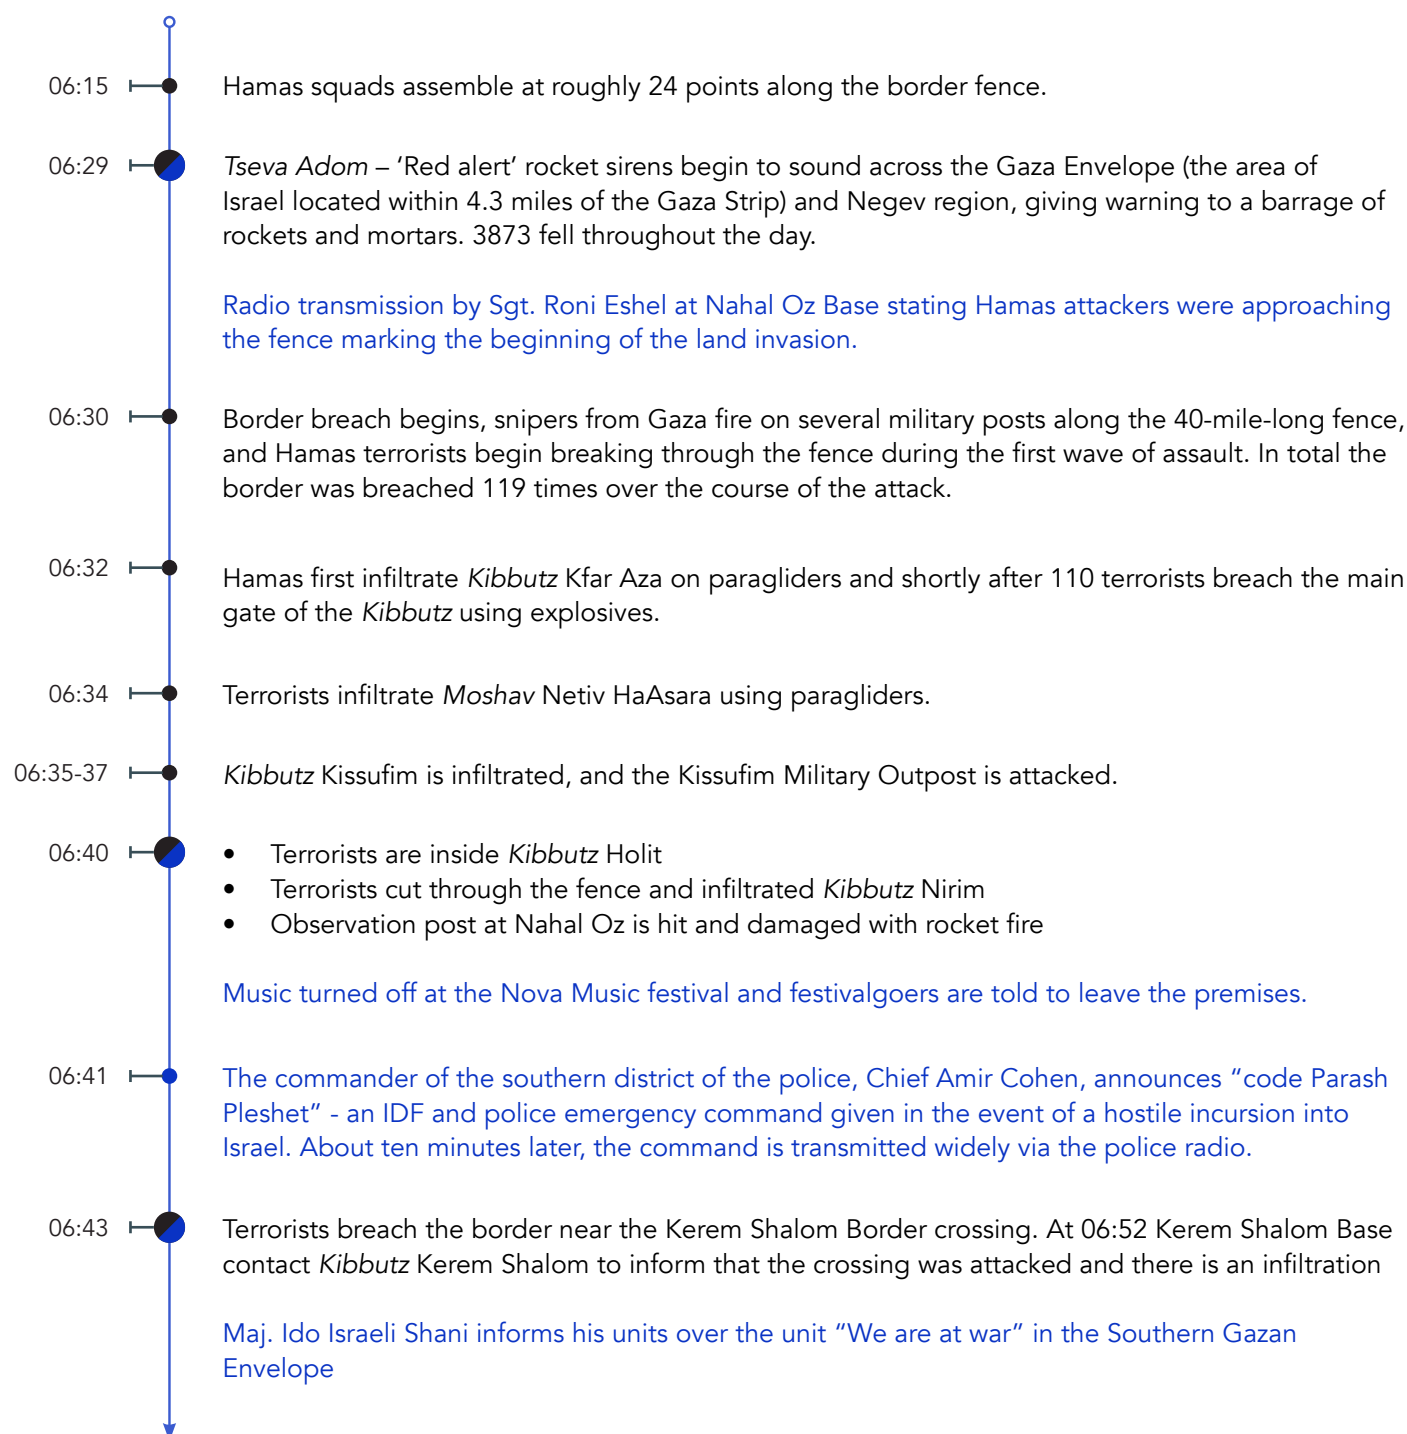 06:15
Hamas squads assemble at roughly 24 points along the border fence.
06:29
Tseva Adom – ‘Red alert’ rocket sirens begin to sound across the Gaza Envelope (the area of
Israel located within 4.3 miles of the Gaza Strip) and Negev region, giving warning to a barrage of
rockets and mortars. 3873 fell throughout the day.
Radio transmission by Sgt. Roni Eshel at Nahal Oz Base stating Hamas attackers were approaching
the fence marking the beginning of the land invasion.
06:30
Border breach begins, snipers from Gaza fire on several military posts along the 40-mile-long fence,
and Hamas terrorists begin breaking through the fence during the first wave of assault. In total the
border was breached 119 times over the course of the attack.
06:32
Hamas first infiltrate Kibbutz Kfar Aza on paragliders and shortly after 110 terrorists breach the main
gate of the Kibbutz using explosives.
06:34
Terrorists infiltrate Moshav Netiv HaAsara using paragliders.
06:35-37
Kibbutz Kissufim is infiltrated, and the Kissufim Military Outpost is attacked.
06:40
• Terrorists are inside Kibbutz Holit
• Terrorists cut through the fence and infiltrated Kibbutz Nirim
• Observation post at Nahal Oz is hit and damaged with rocket fire
Music turned off at the Nova Music festival and festivalgoers are told to leave the premises.
06:41
The commander of the southern district of the police, Chief Amir Cohen, announces “code Parash
Pleshet” - an IDF and police emergency command given in the event of a hostile incursion into
Israel. About ten minutes later, the command is transmitted widely via the police radio.
06:43
Terrorists breach the border near the Kerem Shalom Border crossing. At 06:52 Kerem Shalom Base
contact Kibbutz Kerem Shalom to inform that the crossing was attacked and there is an infiltration
Maj. Ido Israeli Shani informs his units over the unit “We are at war” in the Southern Gazan
Envelope